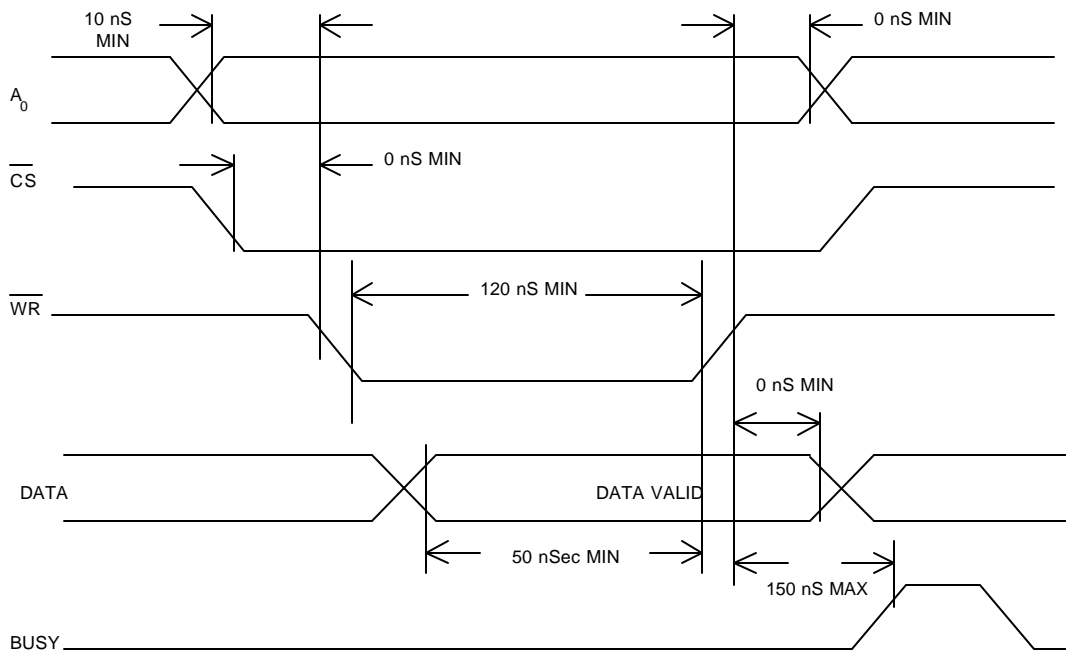 10 nS
MIN
0 nS MIN
A0
CS
0 nS MIN
WR
120 nS MIN
0 nS MIN
DATA
DATA VALID
50 nSec MIN
150 nS MAX
BUSY